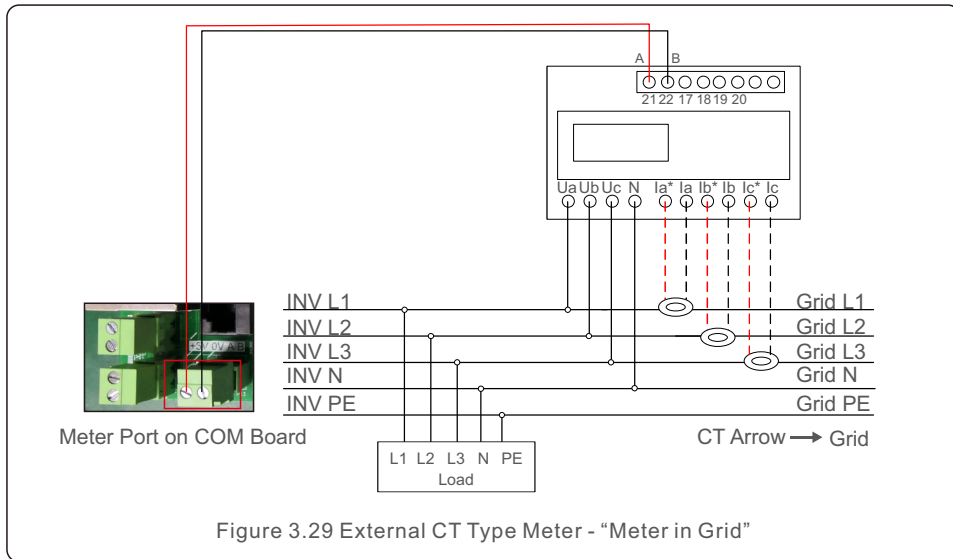 A B
21 22 17 18 19 20
Ua Ub Uc N Ia* Ia Ib* Ib Ic* Ic
INV L1 Grid L1
INV L2 Grid L2
INV L3 Grid L3
INV N Grid N
INV PE Grid PE
+5V 0V A B
Meter Port on COM Board
CT Arrow → Grid
L1 L2 L3 N PE
Load
Figure 3.29 External CT Type Meter - “Meter in Grid”